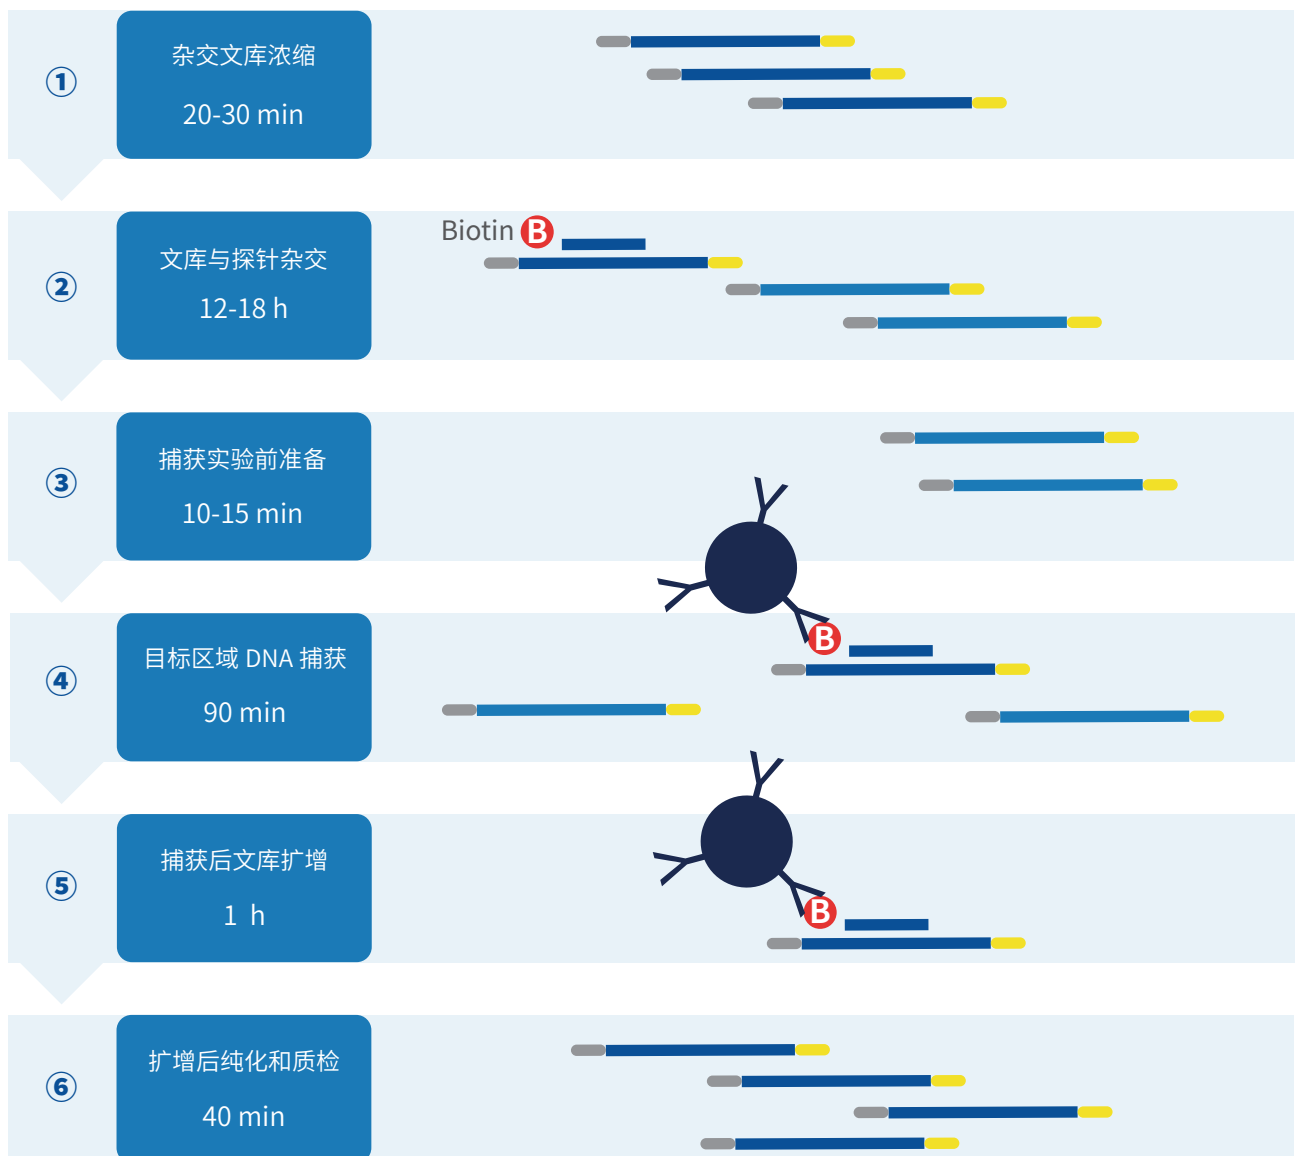 ①
杂交文库浓缩
20-30 min
②
文库与探针杂交
12-18 h
Biotin B
③
捕获实验前准备
10-15 min
④
目标区域 DNA 捕获
90 min
B
⑤
捕获后文库扩增
1 h
B
⑥
扩增后纯化和质检
40 min